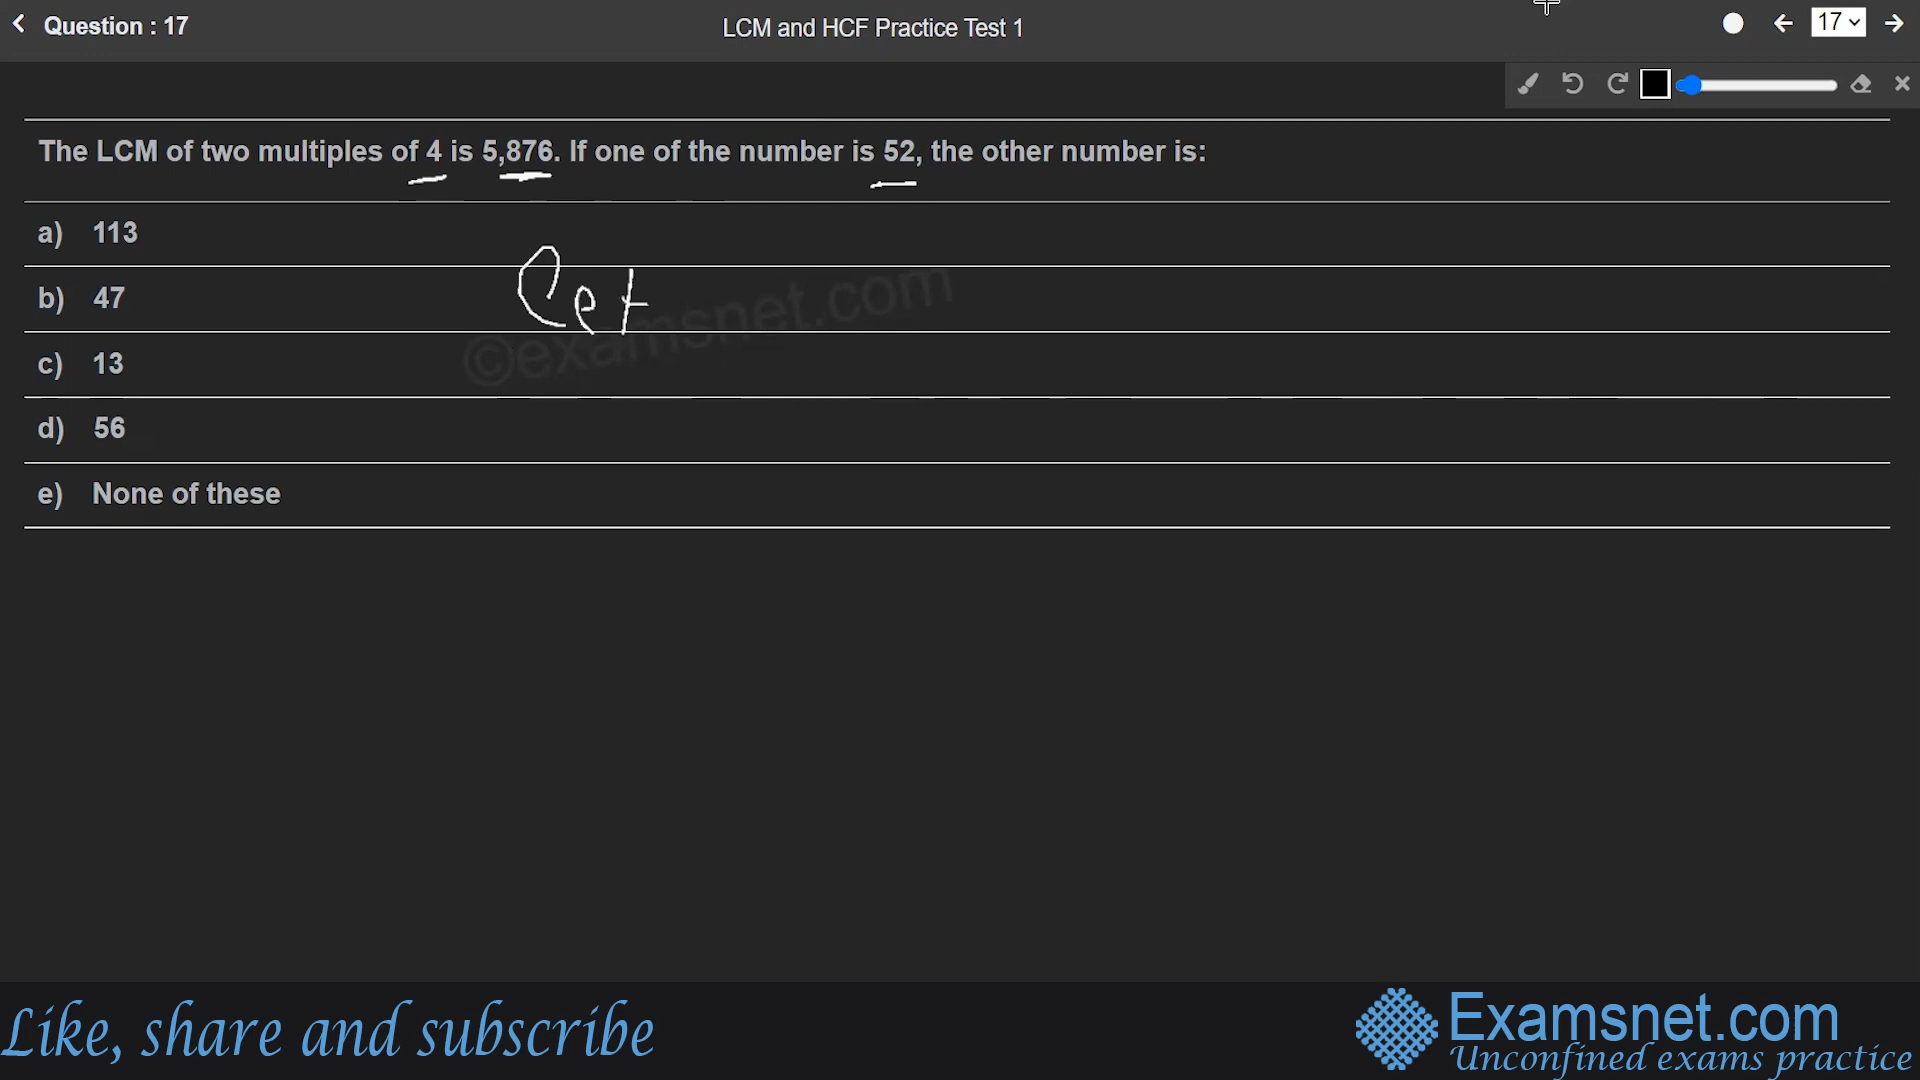 Question : 17
LCM and HCF Practice Test 1
17
The LCM of two multiples of 4 is 5,876. If one of the number is 52, the other number is:
a) 113
b) 47
c) 13
d) 56
e) None of these
Let
©examsnet.com
Like, share and subscribe
Examsnet.com
Unconfined exams practice